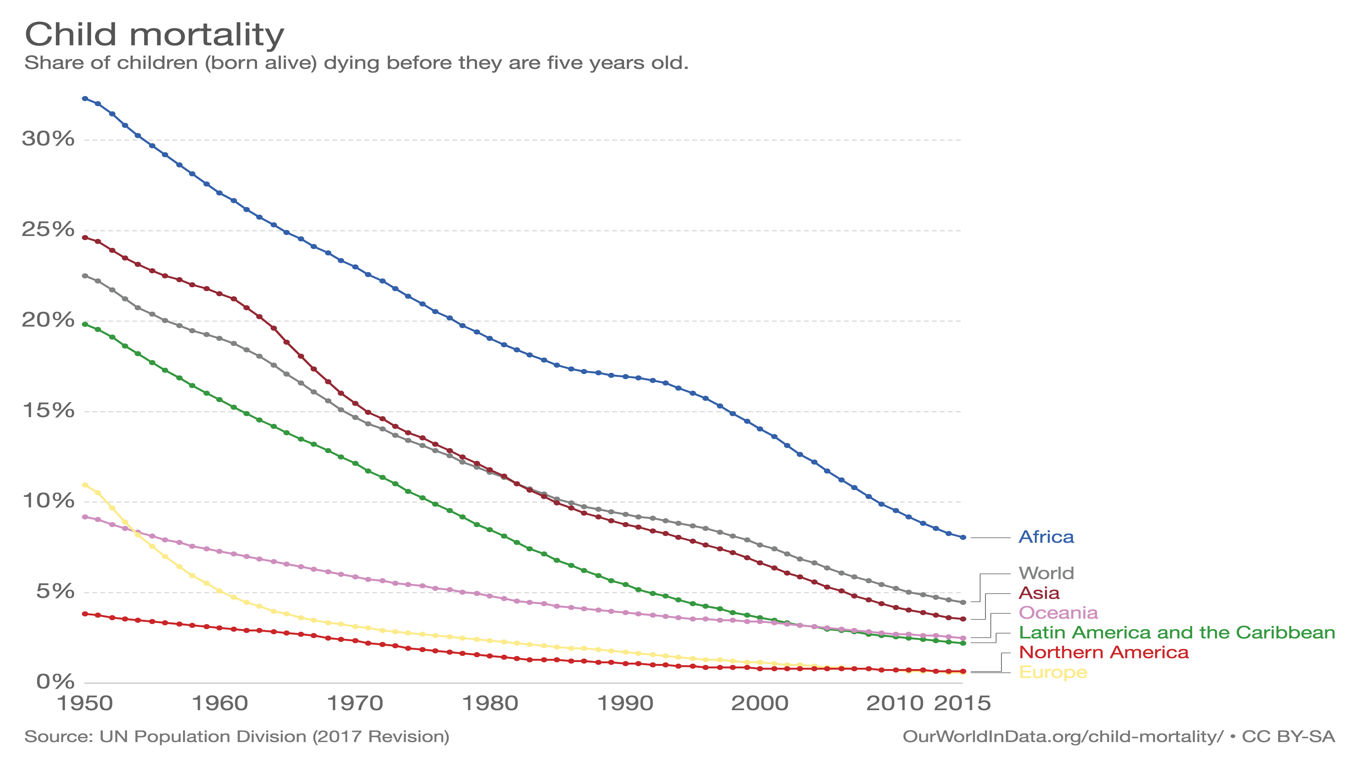 Child mortality
Share of children (born alive) dying before they are five years old.
30%
25%
20%
15%
10%
5%
0%
1950 1960 1970 1980 1990 2000 2010 2015
Africa
World
Asia
Oceania
Latin America and the Caribbean
Northern America
Europe
Source: UN Population Division (2017 Revision)
OurWorldInData.org/child-mortality/ • CC BY-SA